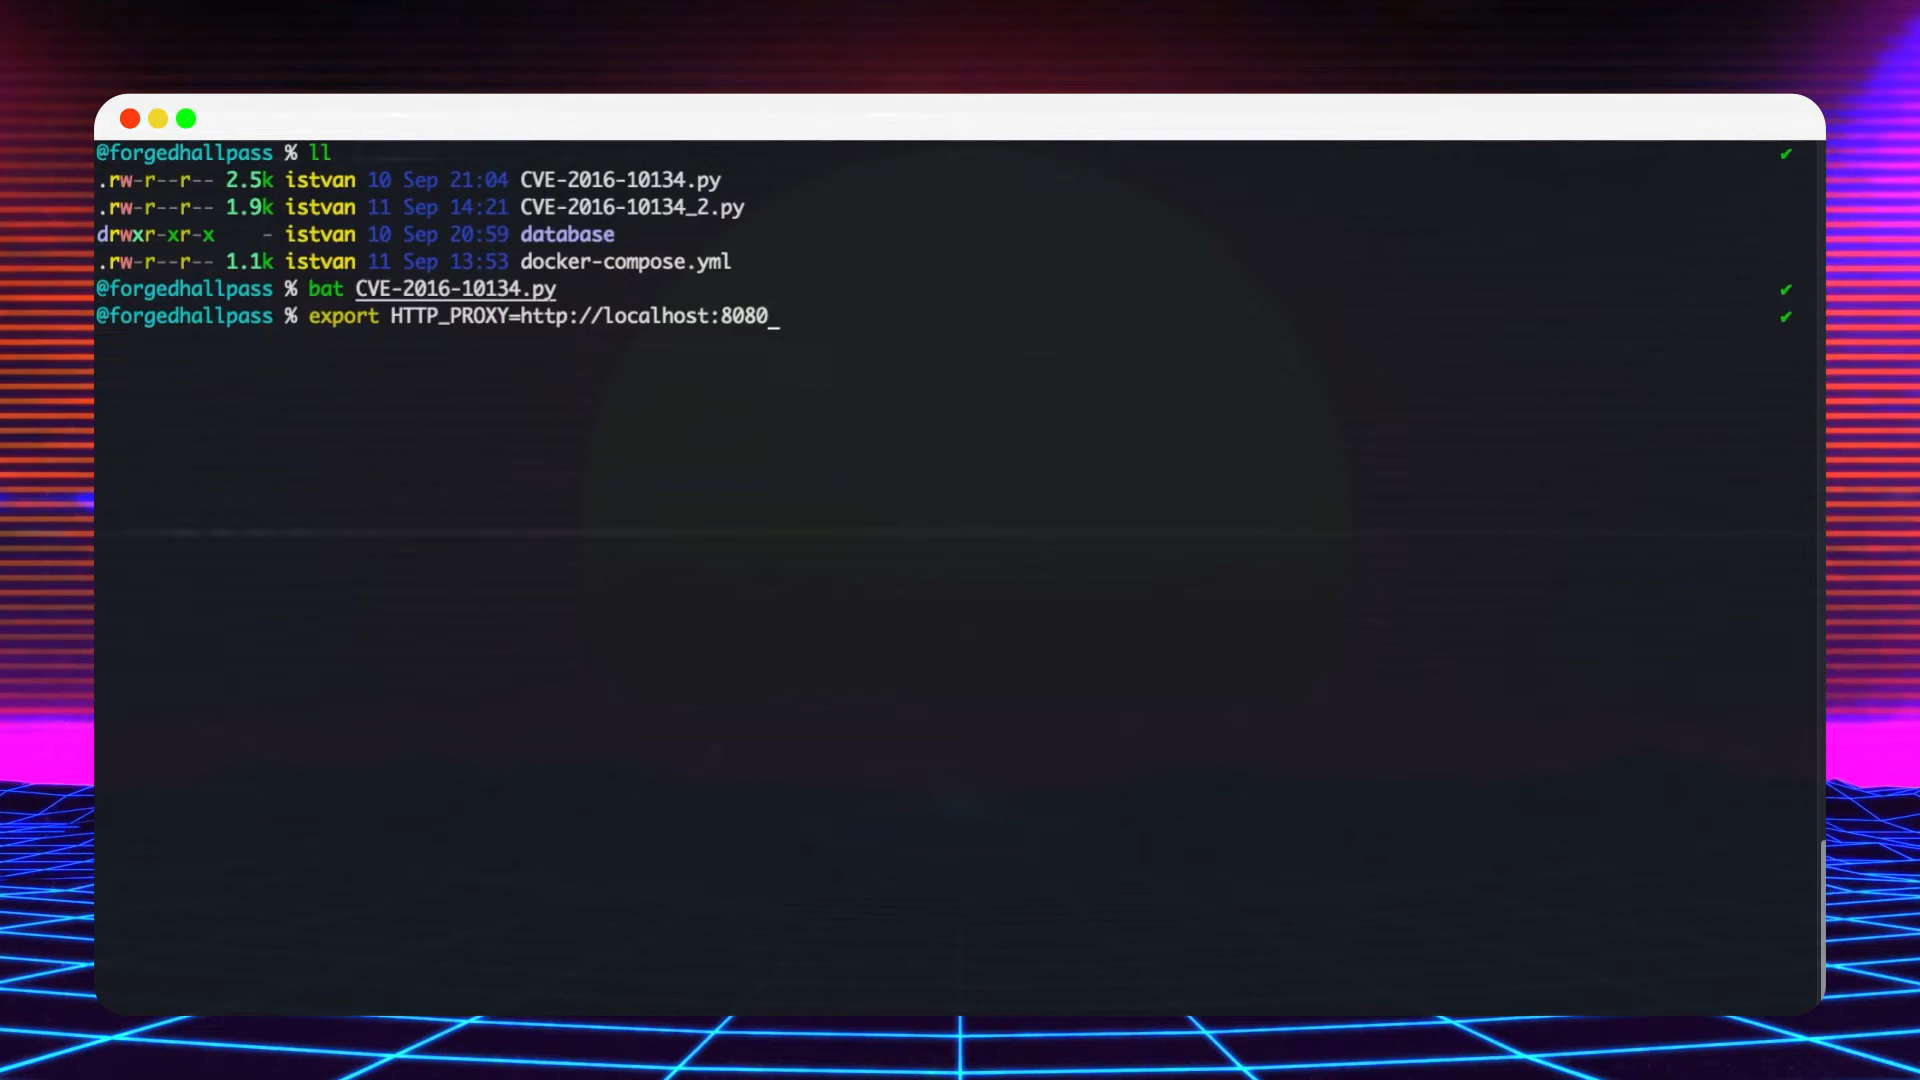 @forgedhallpass % ll ✔
.rw-r--r-- 2.5k istvan 10 Sep 21:04 CVE-2016-10134.py
.rw-r--r-- 1.9k istvan 11 Sep 14:21 CVE-2016-10134_2.py
drwxr-xr-x - istvan 10 Sep 20:59 database
.rw-r--r-- 1.1k istvan 11 Sep 13:53 docker-compose.yml
@forgedhallpass % bat CVE-2016-10134.py ✔
@forgedhallpass % export HTTP_PROXY=http://localhost:8080_ ✔